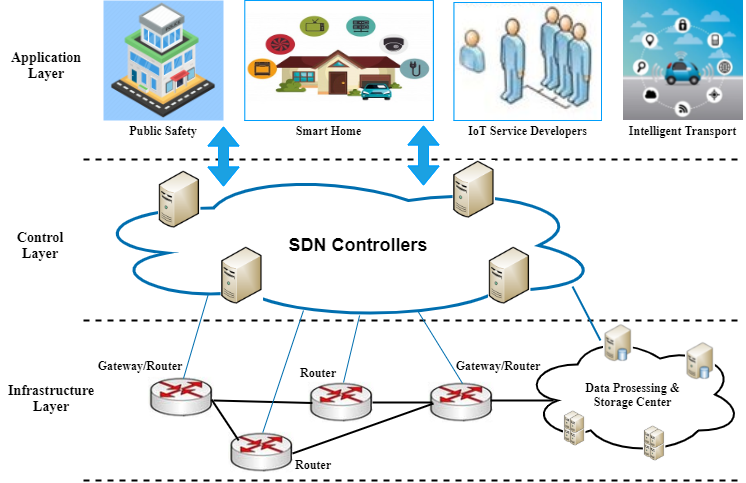 Application
Layer
Public Safety
Smart Home
IoT Service Developers
Intelligent Transport
Control
Layer
SDN Controllers
Infrastructure
Layer
Gateway/Router
Router
Gateway/Router
Router
Data Prosessing &
Storage Center